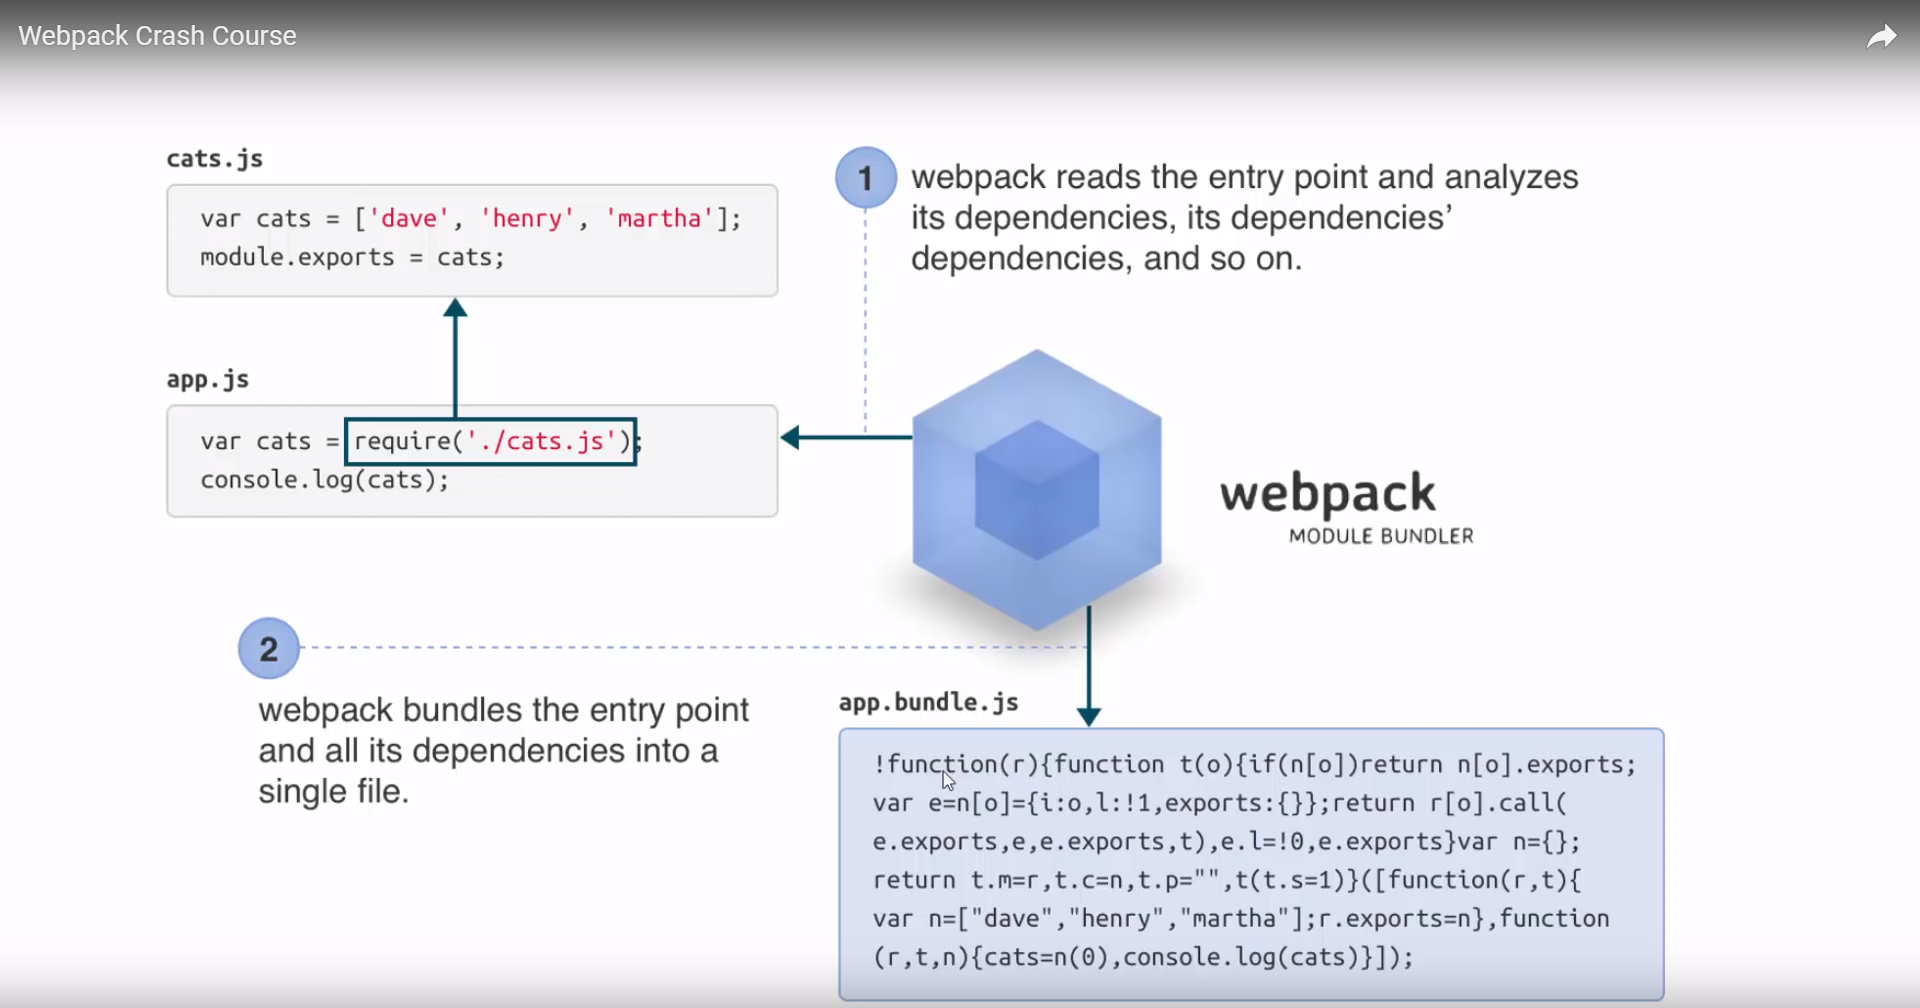 Webpack Crash Course
cats.js
var cats = ['dave', 'henry', 'martha'];
module.exports = cats;
app.js
var cats = require('./cats.js');
console.log(cats);
1
webpack reads the entry point and analyzes
its dependencies, its dependencies’
dependencies, and so on.
webpack
MODULE BUNDLER
2
webpack bundles the entry point
and all its dependencies into a
single file.
app.bundle.js
!function(r){function t(o){if(n[o])return n[o].exports;
var e=n[o]={i:o,l:!1,exports:{}};return r[o].call(
e.exports,e,e.exports,t),e.l=!0,e.exports}var n={};
return t.m=r,t.c=n,t.p="",t(t.s=1)}([function(r,t){
var n=["dave","henry","martha"];r.exports=n},function
(r,t,n){cats=n(0),console.log(cats)}]);